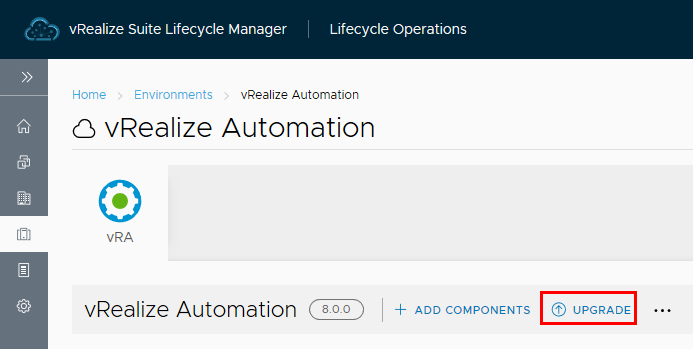 vRealize Suite Lifecycle Manager Lifecycle Operations
Home > Environments > vRealize Automation
vRealize Automation
vRA
vRealize Automation 8.0.0 + ADD COMPONENTS UPGRADE ...